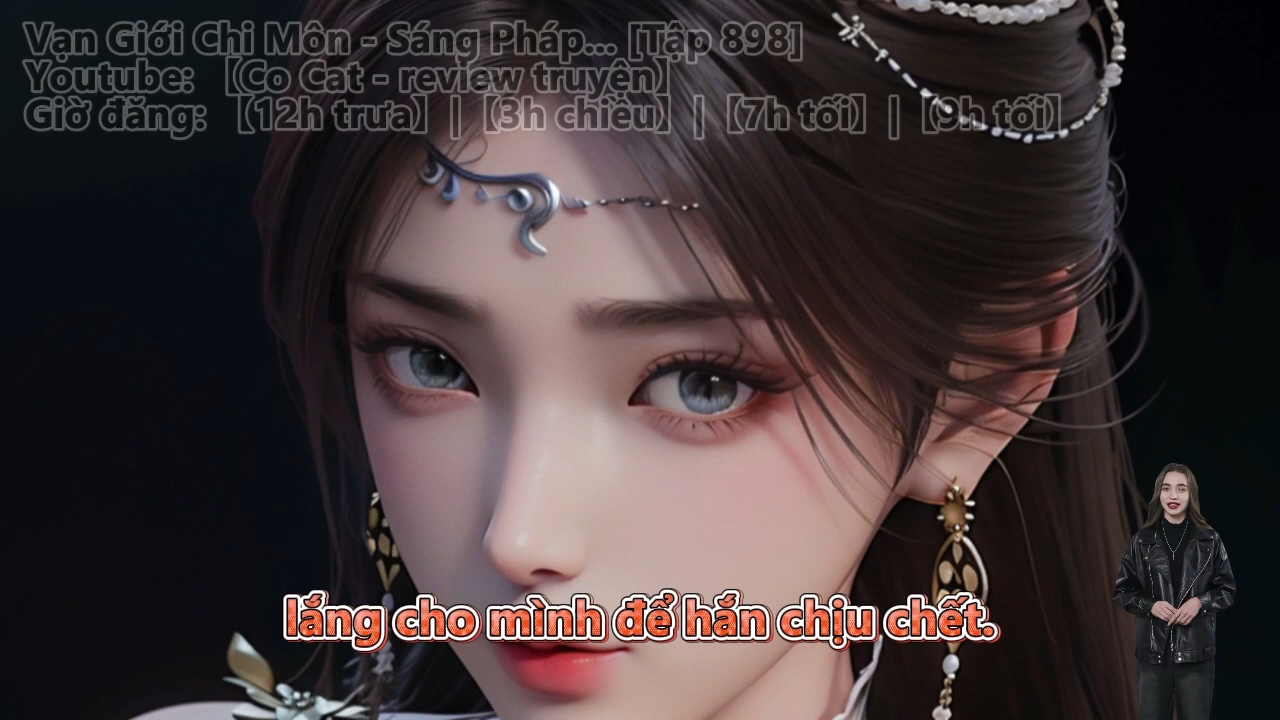 Vạn Giới Chi Môn - Sáng Pháp... [Tập 898]
Youtube: 【Co Cat - review truyện】
Giờ đăng: 【12h trưa】 | 【3h chiều】 | 【7h tối】 | 【9h tối】
lắng cho mình để hắn chịu chết.